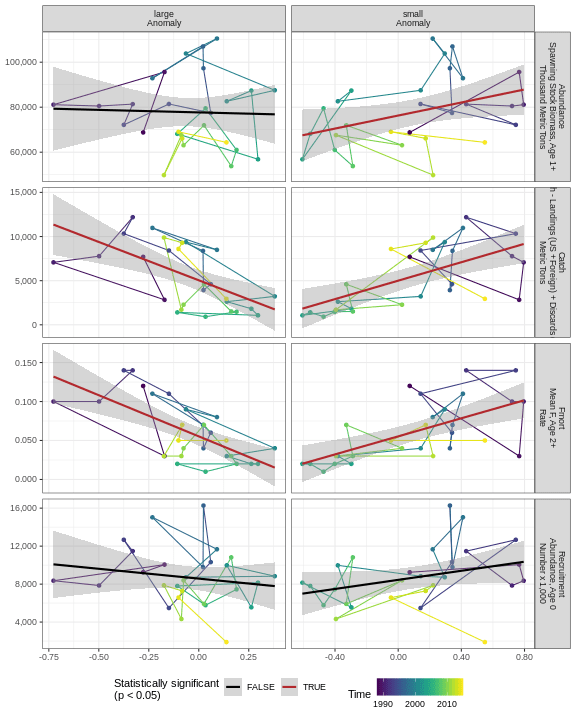 large
Anomaly
small
Anomaly
100,000
80,000
60,000
Abundance
Spawning Stock Biomass, Age 1+
Thousand Metric Tons
15,000
10,000
5,000
0
Catch
h - Landings (US +Foreign) + Discards
Metric Tons
0.150
0.100
0.050
0.000
Fmort
Mean F, Age 2+
Rate
16,000
12,000
8,000
4,000
Recruitment
Abundance, Age 0
Number x 1,000
-0.75 -0.50 -0.25 0.00 0.25
-0.40 0.00 0.40 0.80
Statistically significant
(p < 0.05)
FALSE
TRUE
Time
1990 2000 2010